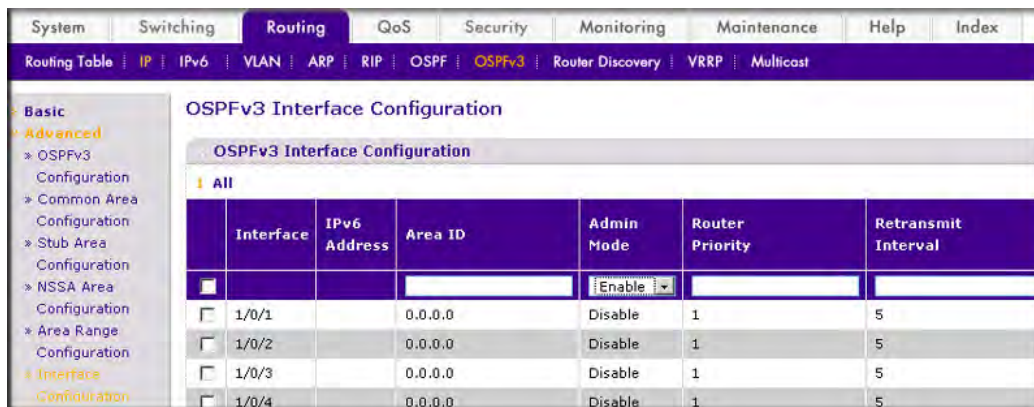 System Switching Routing QoS Security Monitoring Maintenance Help Index
Routing Table IP IPv6 VLAN ARP RIP OSPF OSPFv3 Router Discovery VRRP Multicast
Basic
Advanced
» OSPFv3
Configuration
» Common Area
Configuration
» Stub Area
Configuration
» NSSA Area
Configuration
» Area Range
Configuration
» Interface
Configuration
OSPFv3 Interface Configuration
OSPFv3 Interface Configuration
1 All
Interface IPv6 Address Area ID Admin Mode Router Priority Retransmit Interval
Enable
1/0/1 0.0.0.0 Disable 1 5
1/0/2 0.0.0.0 Disable 1 5
1/0/3 0.0.0.0 Disable 1 5
1/0/4 0.0.0.0 Disable 1 5